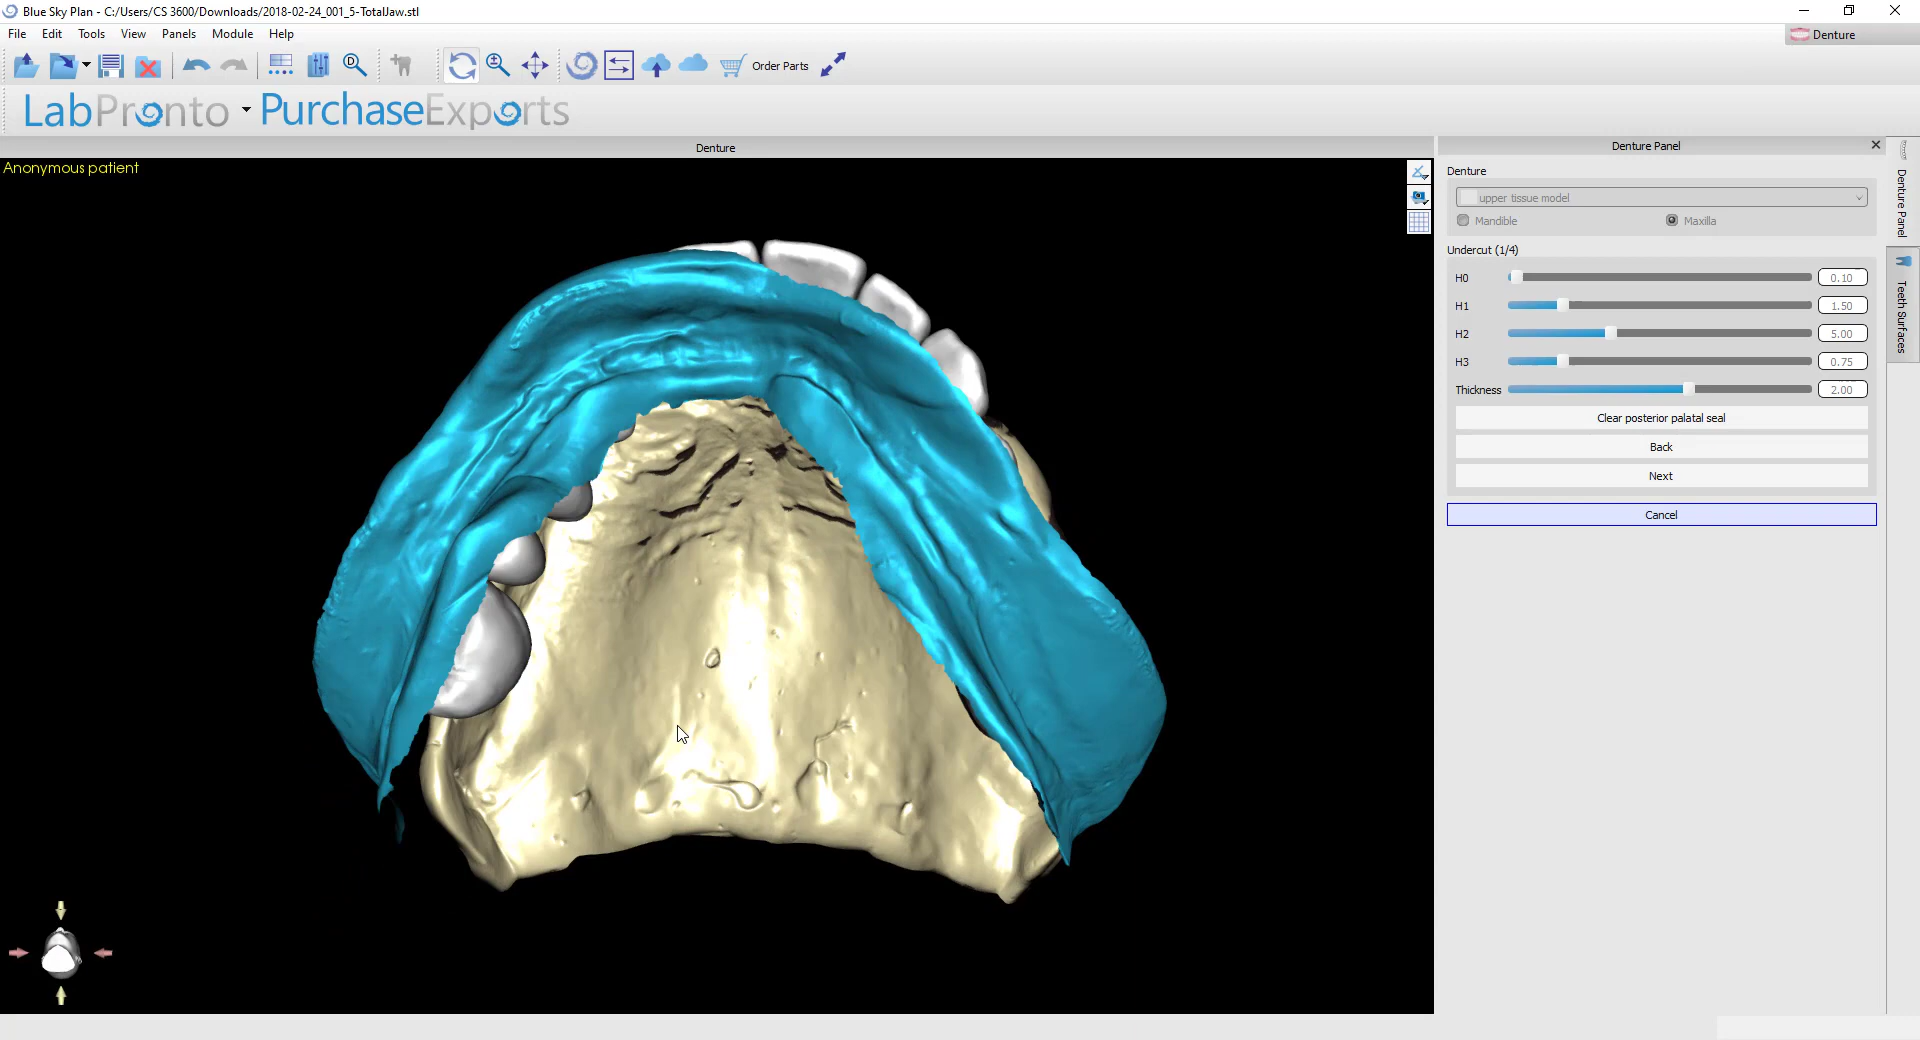 Blue Sky Plan - C:/Users/CS 3600/Downloads/2018-02-24_001_5-TotalJaw.stl
File Edit Tools View Panels Module Help
Denture
D
Order Parts
LabPronto PurchaseExports
Denture
Denture Panel
Anonymous patient
Denture
upper tissue model
Mandible Maxilla
Undercut (1/4)
H0 0.10
H1 1.50
H2 5.00
H3 0.75
Thickness 2.00
Clear posterior palatal seal
Back
Next
Cancel
Denture Panel
Teeth Surfaces